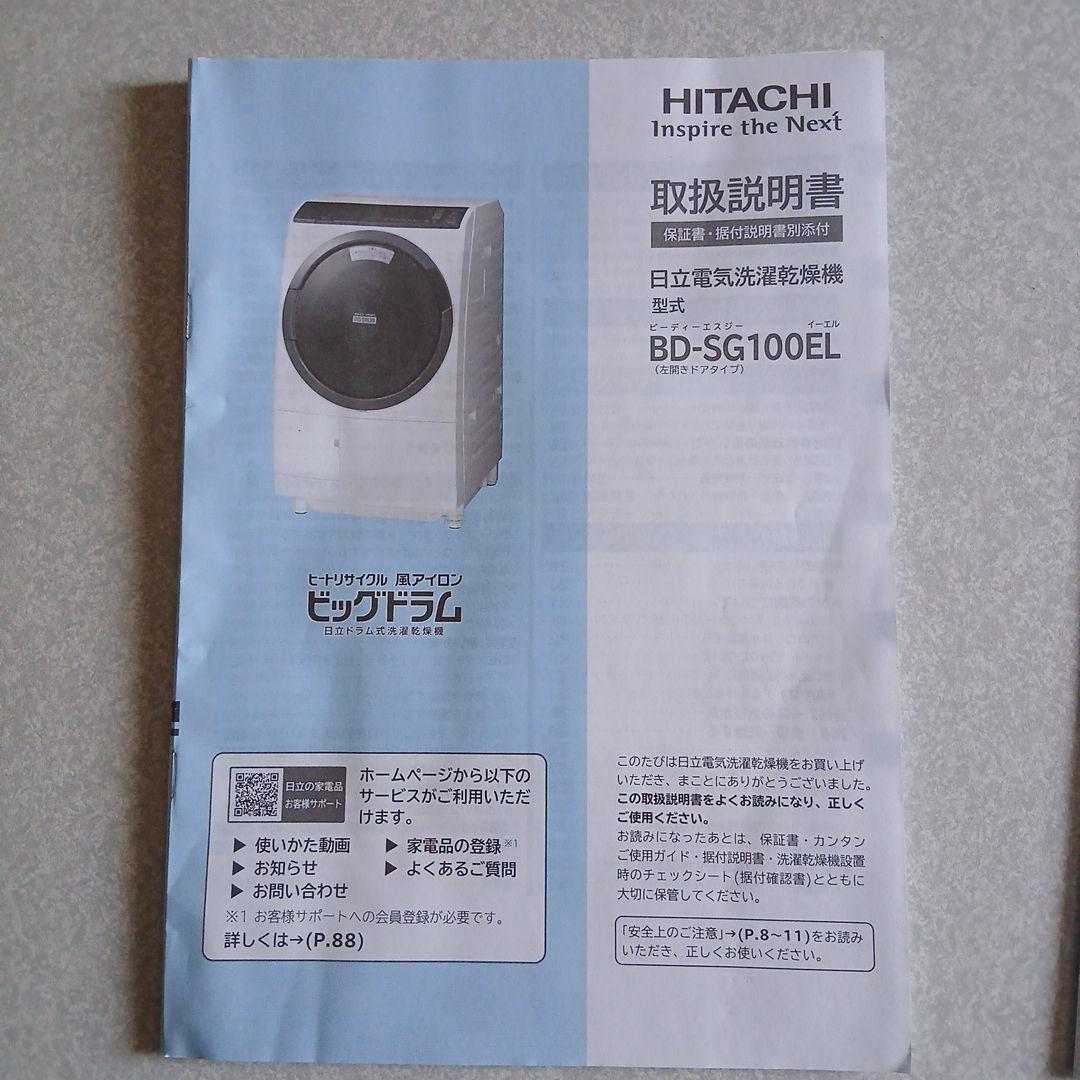 HITACHI
Inspire the Next
取扱説明書
保証書・据付説明書別添付
日立電気洗濯乾燥機
型式
ビーディーエスジー イーエル
BD-SG100EL
(左開きドアタイプ)
ヒートリサイクル 風アイロン
ビッグドラム
日立ドラム式洗濯乾燥機
日立の家電品
お客様サポート
ホームページから以下の
サービスがご利用いただ
けます。
▶ 使いかた動画 ▶ 家電品の登録※1
▶ お知らせ ▶ よくあるご質問
▶ お問い合わせ
※1 お客様サポートへの会員登録が必要です。
詳しくは→(P.88)
このたびは日立電気洗濯乾燥機をお買い上げ
いただき、まことにありがとうございました。
この取扱説明書をよくお読みになり、正しく
ご使用ください。
お読みになったあとは、保証書・カンタン
ご使用ガイド・据付説明書・洗濯乾燥機設置
時のチェックシート(据付確認書)とともに
大切に保管してください。
「安全上のご注意」→(P.8～11)をお読み
いただき、正しくお使いください。